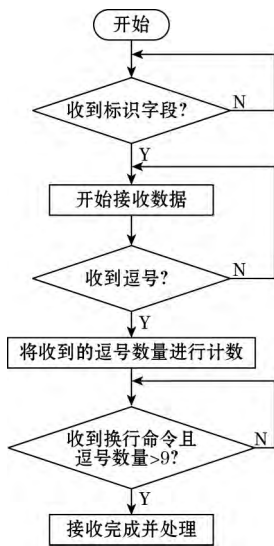 开始
收到标识字段?
N
Y
开始接收数据
收到逗号?
N
Y
将收到的逗号数量进行计数
收到换行命令且
逗号数量>9?
N
Y
接收完成并处理